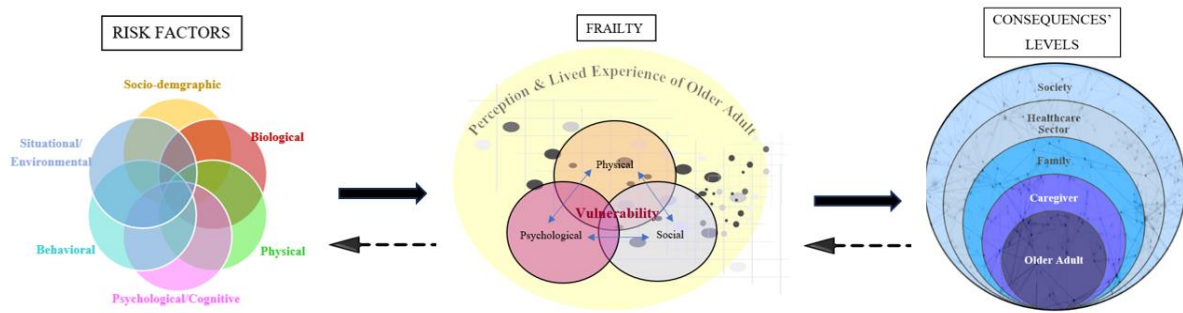 RISK FACTORS
Socio-demgraphic
Situational/
Environmental
Biological
Behavioral
Physical
Psychological/Cognitive
FRAILTY
Perception & Lived Experience of Older Adult
Physical
Vulnerability
Psychological
Social
CONSEQUENCES’
LEVELS
Society
Healthcare
Sector
Family
Caregiver
Older Adult